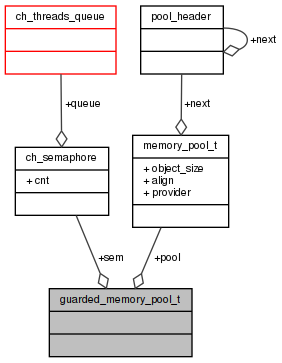 ch_threads_queue
pool_header
+next
+queue
+next
ch_semaphore
+ cnt
memory_pool_t
+ object_size
+ align
+ provider
+sem
+pool
guarded_memory_pool_t